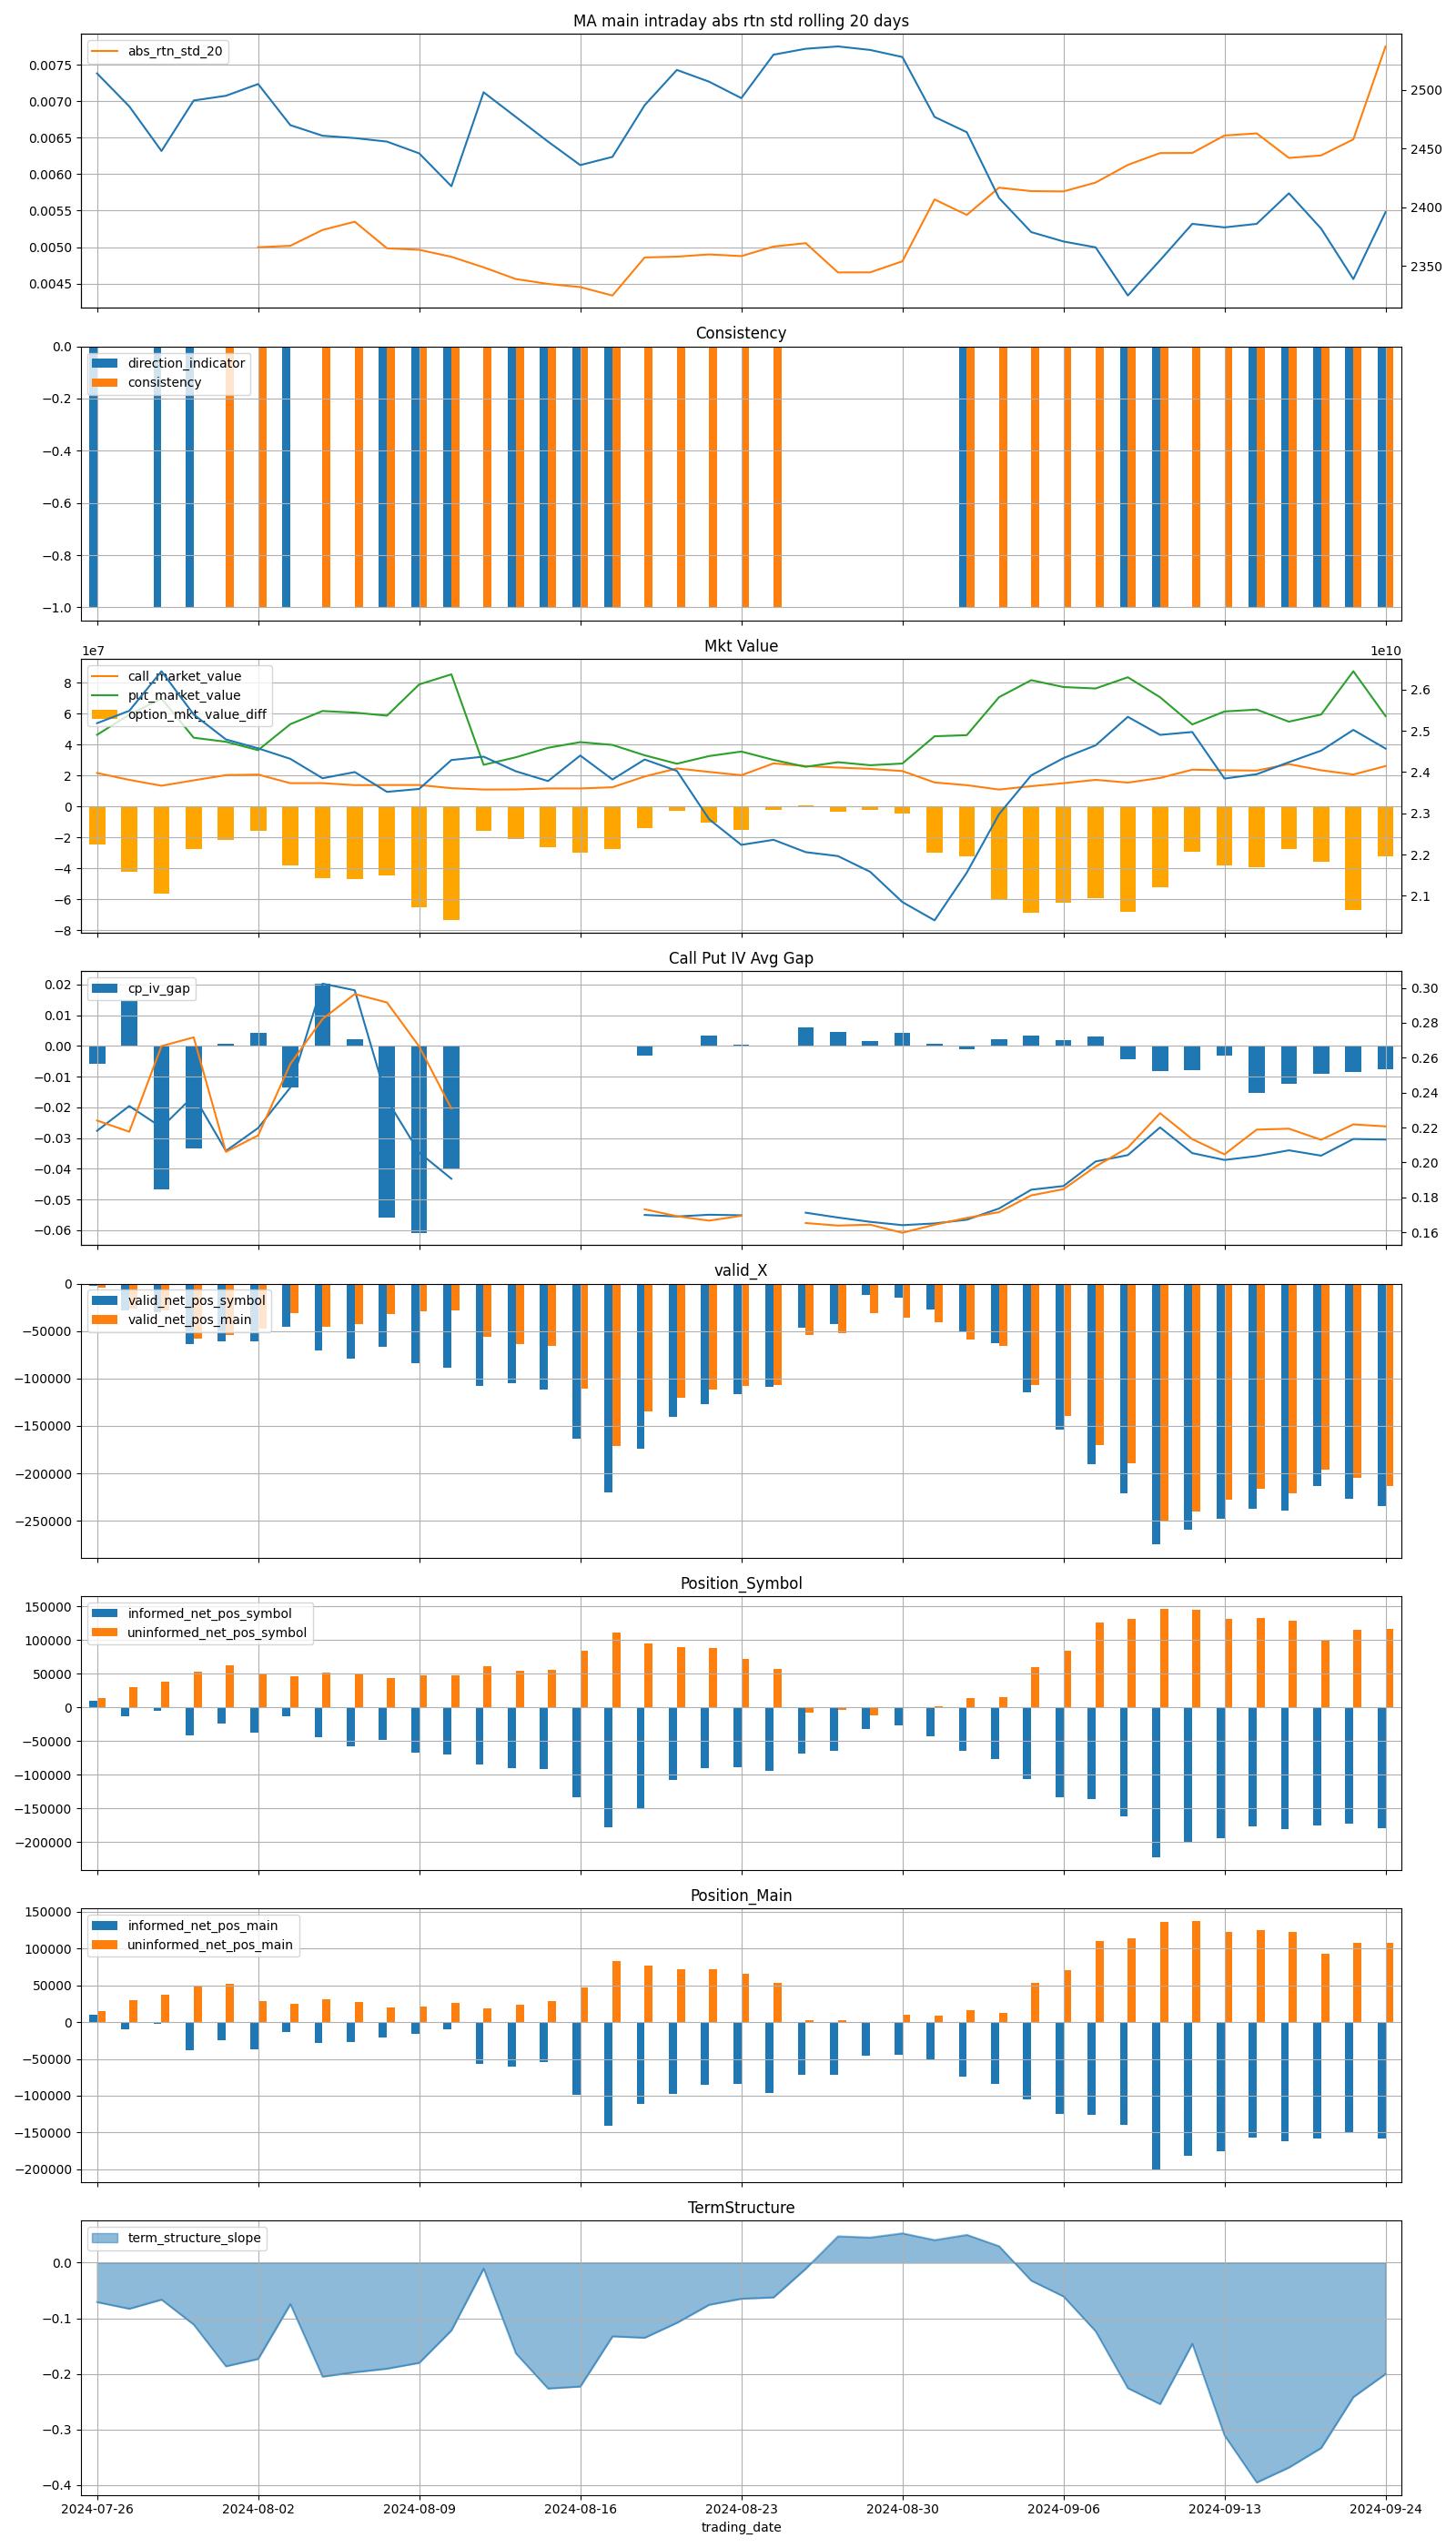 MA main intraday abs rtn std rolling 20 days
abs_rtn_std_20
0.0075
0.0070
0.0065
0.0060
0.0055
0.0050
0.0045
2500
2450
2400
2350
Consistency
direction_indicator
consistency
0.0
−0.2
−0.4
−0.6
−0.8
−1.0
Mkt Value
1e7
1e10
call_market_value
put_market_value
option_mkt_value_diff
8
6
4
2
0
−2
−4
−6
−8
2.6
2.5
2.4
2.3
2.2
2.1
Call Put IV Avg Gap
cp_iv_gap
0.02
0.01
0.00
−0.01
−0.02
−0.03
−0.04
−0.05
−0.06
0.30
0.28
0.26
0.24
0.22
0.20
0.18
0.16
valid_X
valid_net_pos_symbol
valid_net_pos_main
0
−50000
−100000
−150000
−200000
−250000
Position_Symbol
informed_net_pos_symbol
uninformed_net_pos_symbol
150000
100000
50000
0
−50000
−100000
−150000
−200000
Position_Main
informed_net_pos_main
uninformed_net_pos_main
150000
100000
50000
0
−50000
−100000
−150000
−200000
TermStructure
term_structure_slope
0.0
−0.1
−0.2
−0.3
−0.4
2024-07-26 2024-08-02 2024-08-09 2024-08-16 2024-08-23 2024-08-30 2024-09-06 2024-09-13 2024-09-24
trading_date